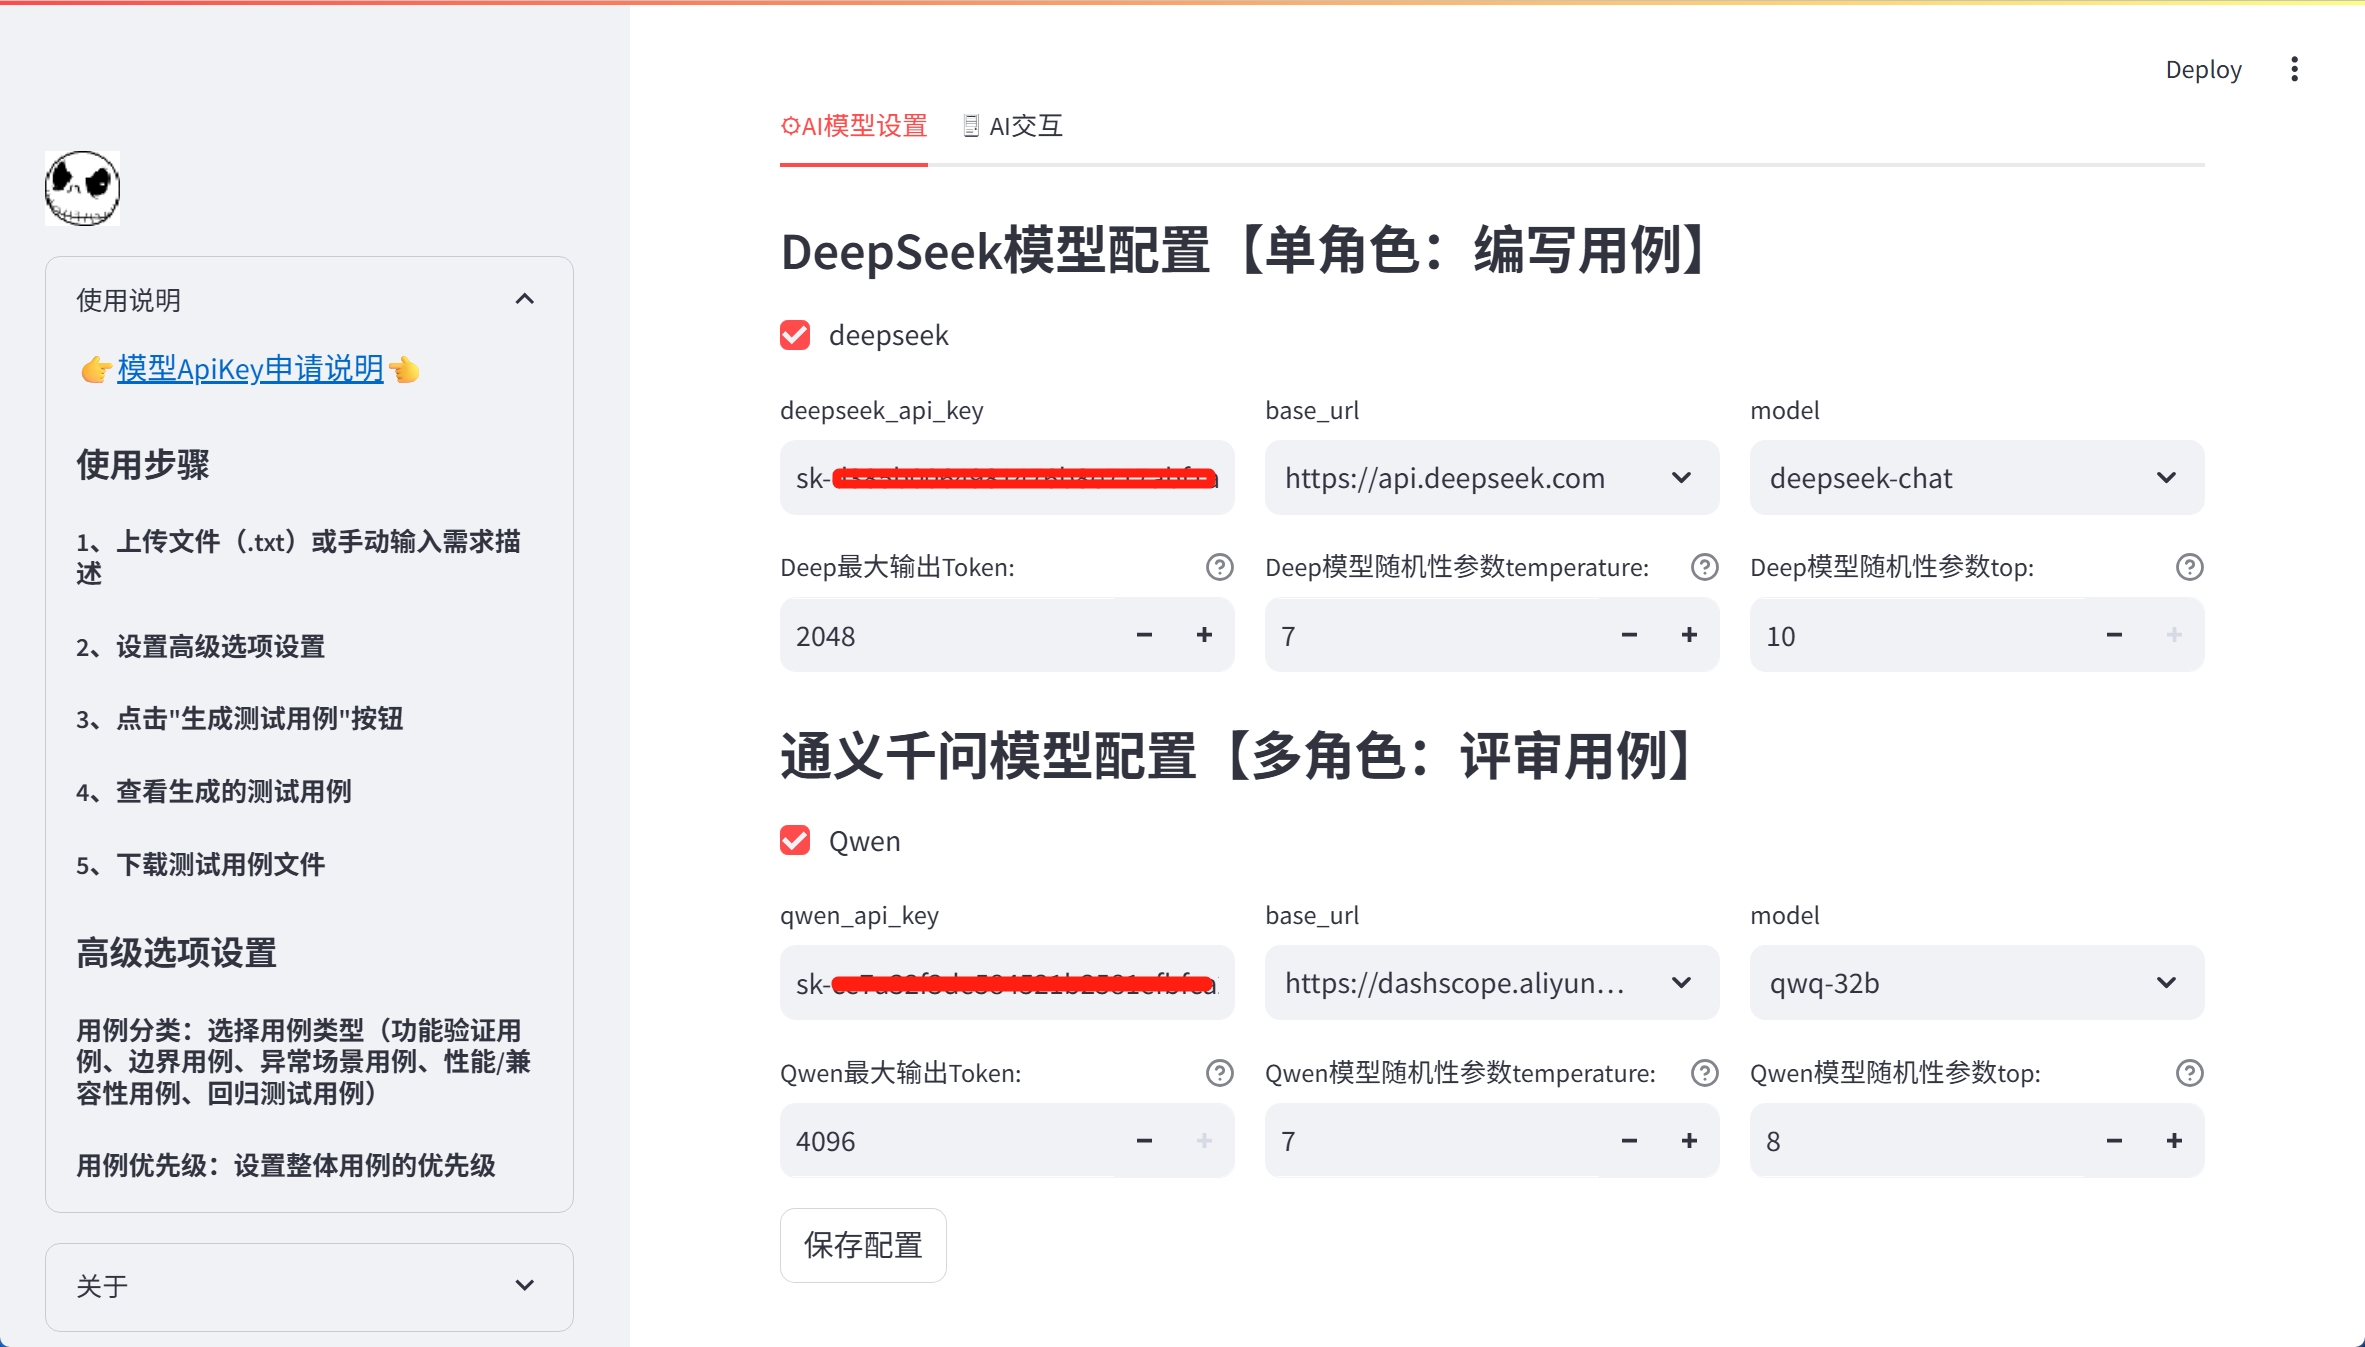 Deploy
⚙AI模型设置
AI交互
使用说明
👉模型ApiKey申请说明👈
使用步骤
1、上传文件（.txt）或手动输入需求描
述
2、设置高级选项设置
3、点击"生成测试用例"按钮
4、查看生成的测试用例
5、下载测试用例文件
高级选项设置
用例分类：选择用例类型（功能验证用
例、边界用例、异常场景用例、性能/兼
容性用例、回归测试用例）
用例优先级：设置整体用例的优先级
关于
DeepSeek模型配置【单角色：编写用例】
deepseek
deepseek_api_key
base_url
model
sk-
https://api.deepseek.com
deepseek-chat
Deep最大输出Token:
Deep模型随机性参数temperature:
Deep模型随机性参数top:
2048
7
10
通义千问模型配置【多角色：评审用例】
Qwen
qwen_api_key
base_url
model
sk-
https://dashscope.aliyun...
qwq-32b
Qwen最大输出Token:
Qwen模型随机性参数temperature:
Qwen模型随机性参数top:
4096
7
8
保存配置